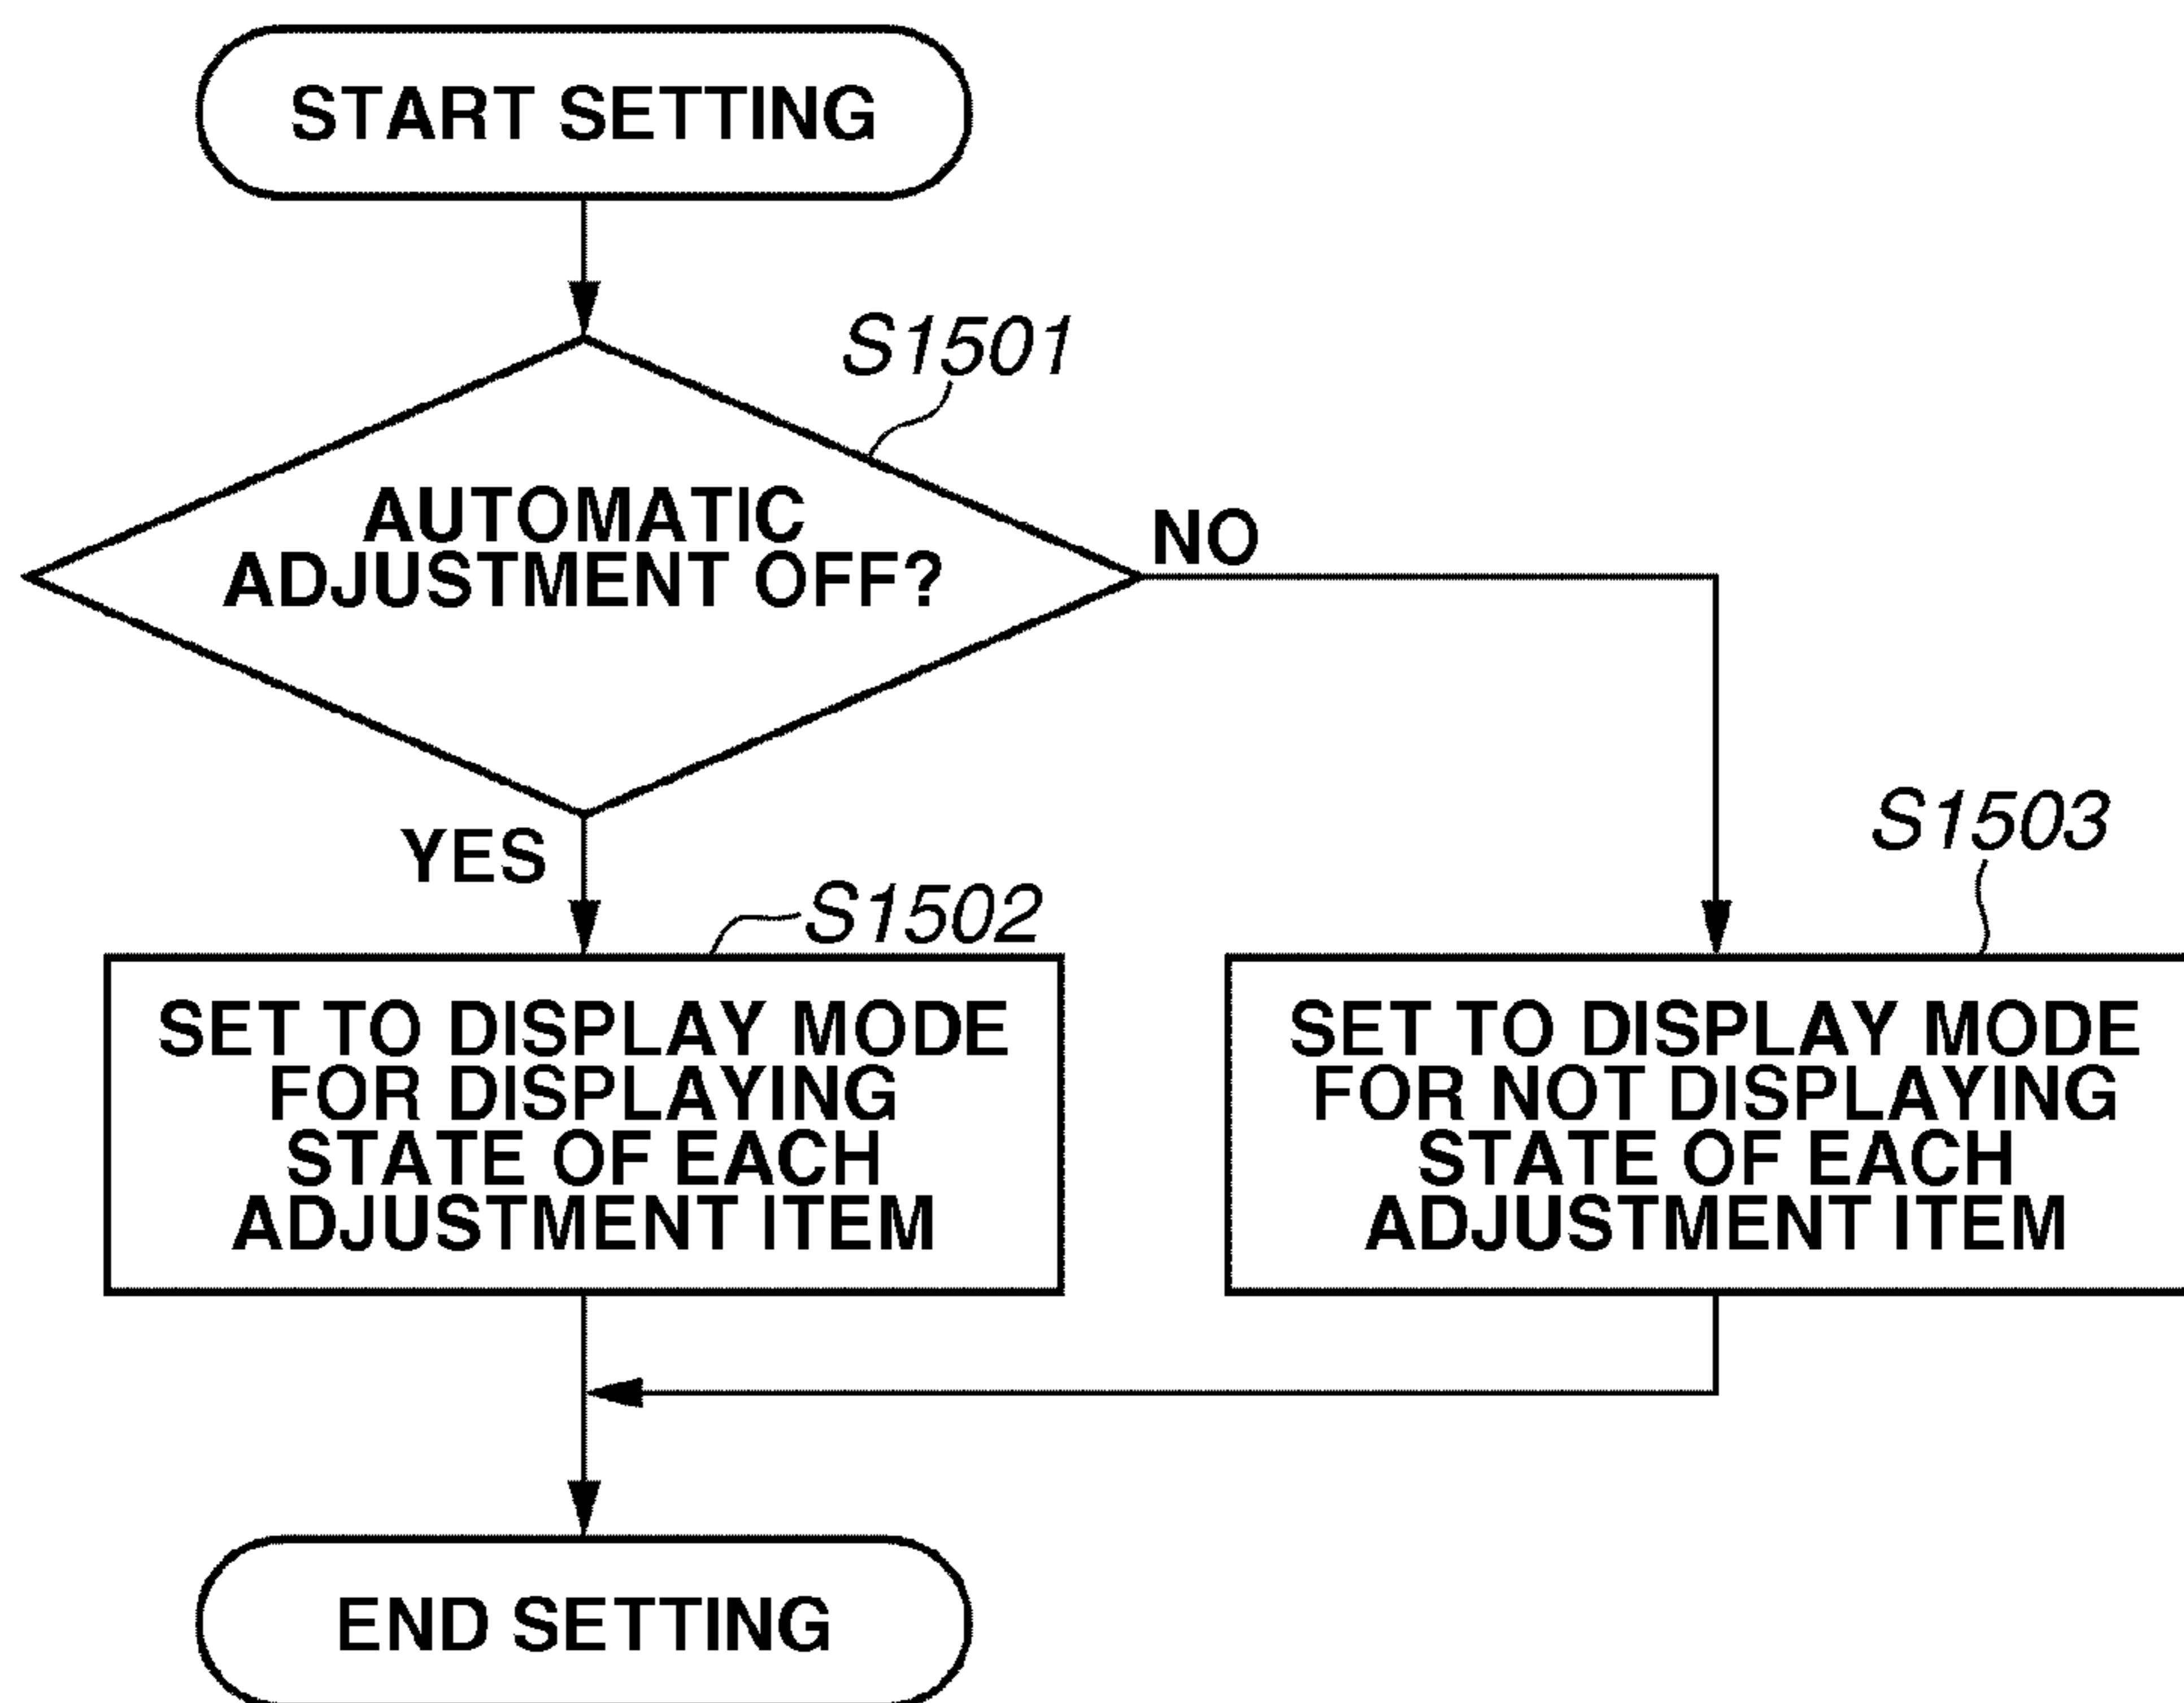 START SETTING
S1501
AUTOMATIC
ADJUSTMENT OFF?
NO
YES
S1502
S1503
SET TO DISPLAY MODE
FOR DISPLAYING
STATE OF EACH
ADJUSTMENT ITEM
SET TO DISPLAY MODE
FOR NOT DISPLAYING
STATE OF EACH
ADJUSTMENT ITEM
END SETTING